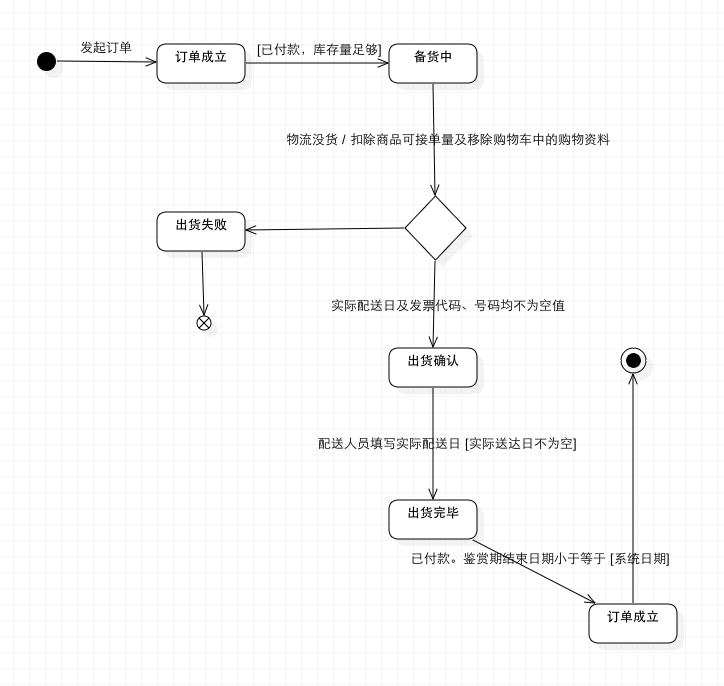 发起订单
订单成立
[已付款，库存量足够]
备货中
物流没货 / 扣除商品可接单量及移除购物车中的购物资料
出货失败
实际配送日及发票代码、号码均不为空值
出货确认
配送人员填写实际配送日 [实际送达日不为空]
出货完毕
已付款。鉴赏期结束日期小于等于 [系统日期]
订单成立